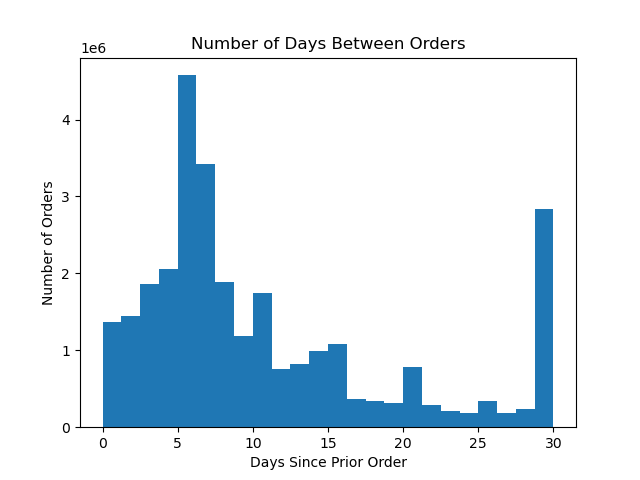 Number of Days Between Orders
1e6
4
3
2
1
0
Number of Orders
0 5 10 15 20 25 30
Days Since Prior Order